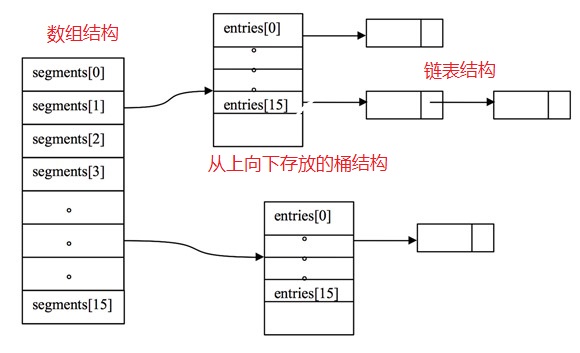 数组结构
segments[0]
segments[1]
segments[2]
segments[3]
segments[15]
entries[0]
entries[15]
链表结构
从上向下存放的桶结构
entries[0]
entries[15]